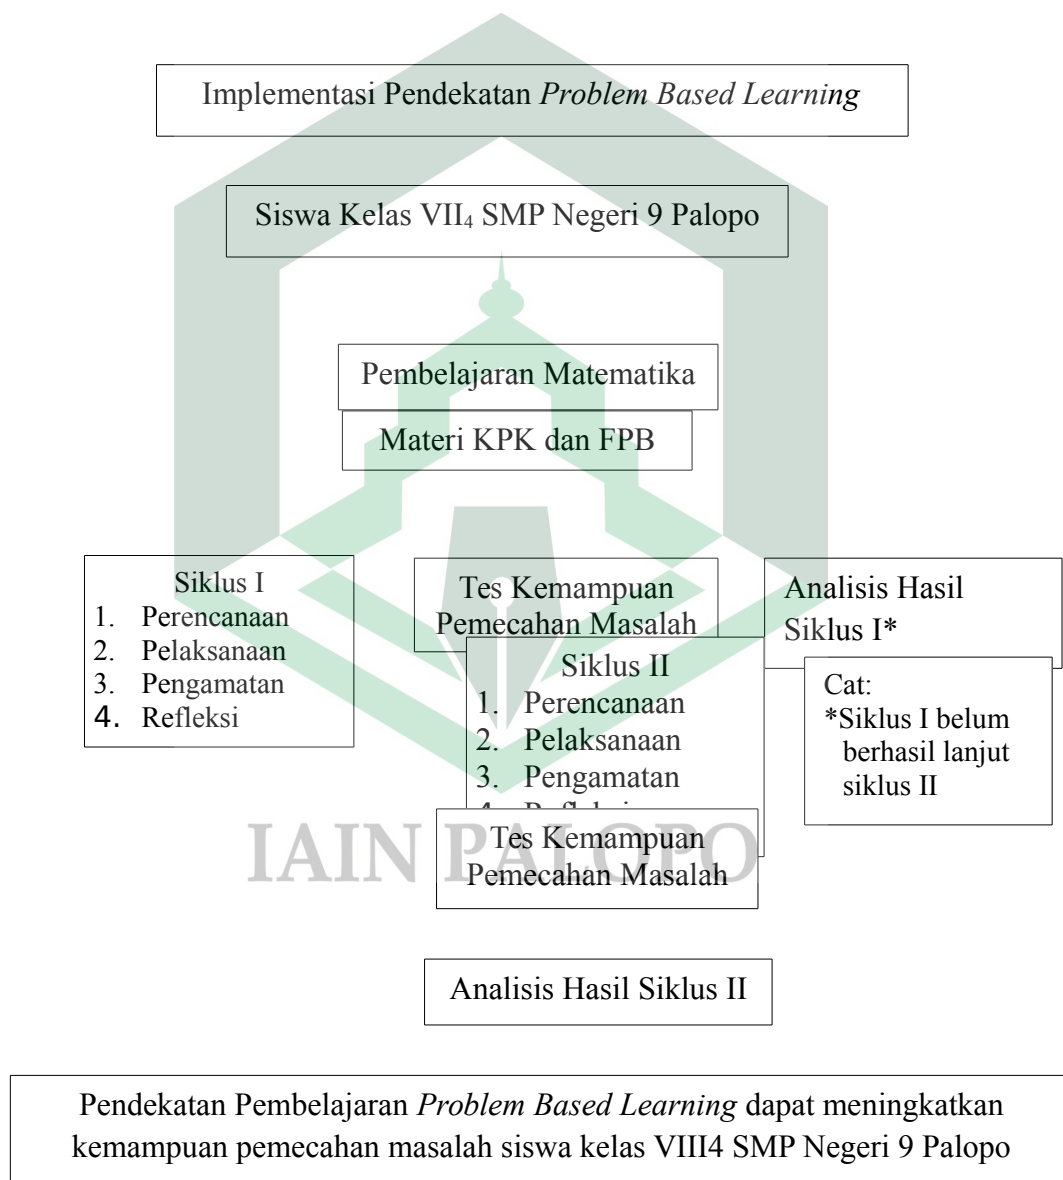 Implementasi Pendekatan Problem Based Learning
Siswa Kelas VII₄ SMP Negeri 9 Palopo
Pembelajaran Matematika
Materi KPK dan FPB
Siklus I
1. Perencanaan
2. Pelaksanaan
3. Pengamatan
4. Refleksi
Tes Kemampuan
Pemecahan Masalah
Analisis Hasil
Siklus I*
Siklus II
1. Perencanaan
2. Pelaksanaan
3. Pengamatan
Cat:
*Siklus I belum
berhasil lanjut
siklus II
Tes Kemampuan
Pemecahan Masalah
IAIN PALOPO
Analisis Hasil Siklus II
Pendekatan Pembelajaran Problem Based Learning dapat meningkatkan
kemampuan pemecahan masalah siswa kelas VIII4 SMP Negeri 9 Palopo